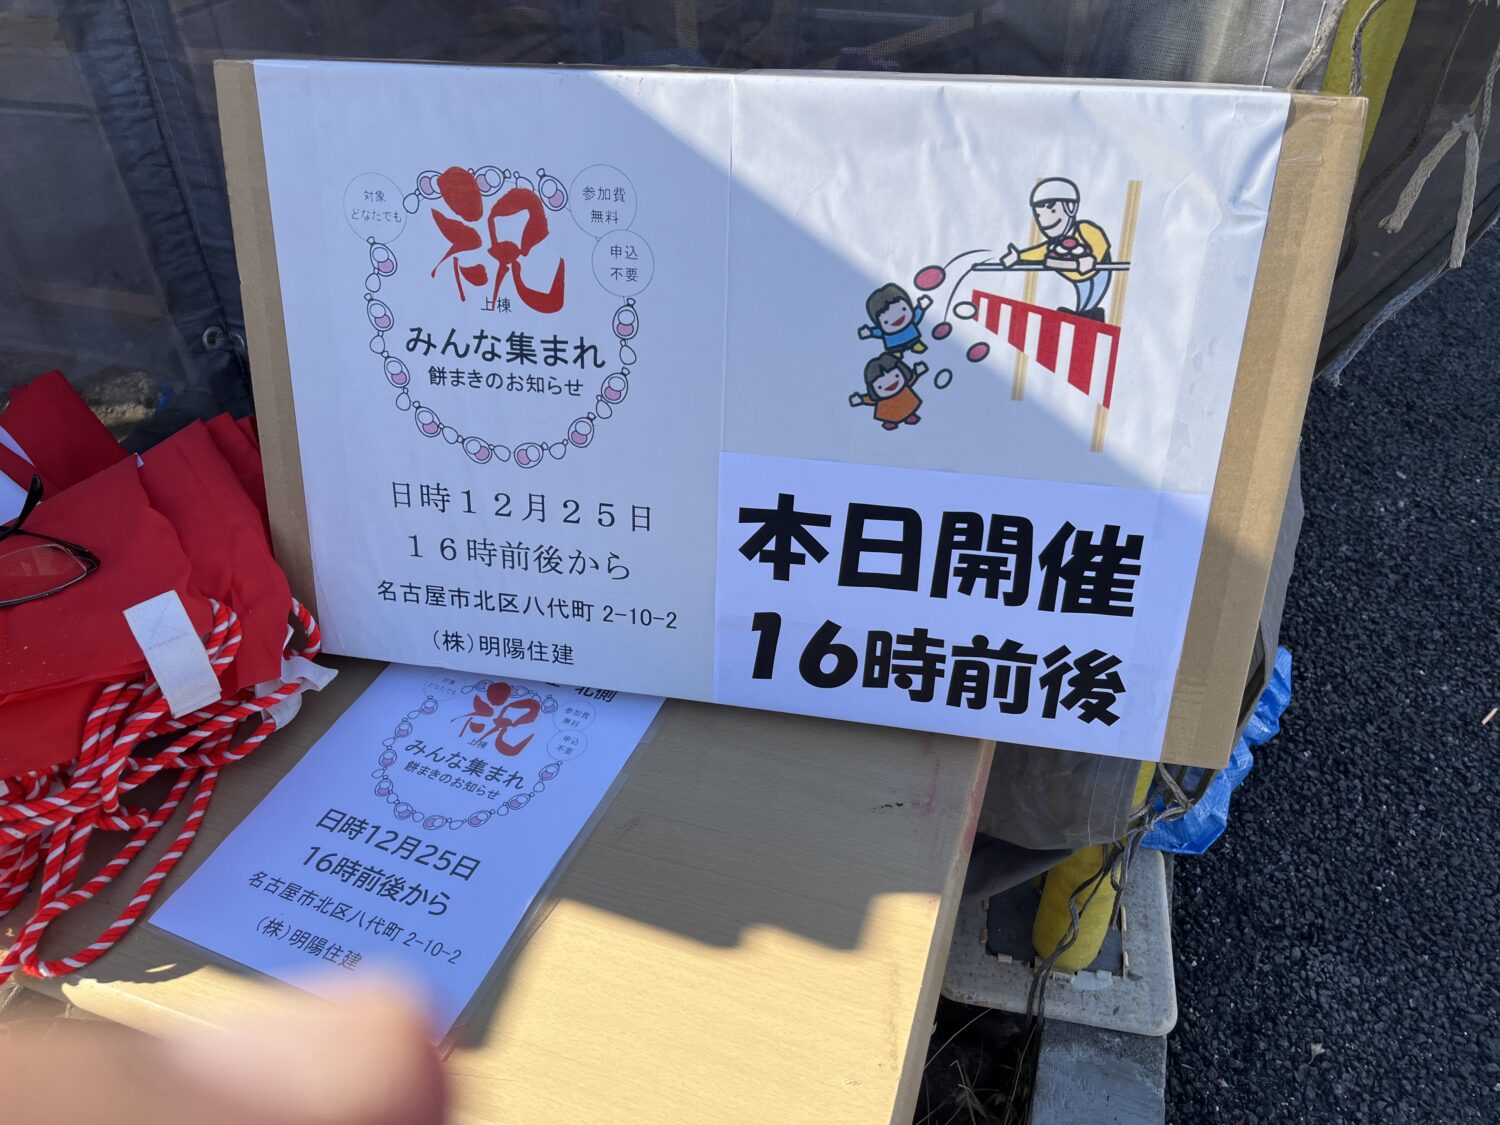 対象
どなたでも
参加費
無料
申込
不要
祝
上棟
みんな集まれ
餅まきのお知らせ
日時12月25日
16時前後から
名古屋市北区八代町 2-10-2
(株)明陽住建
本日開催
16時前後
北側
対象
どなたでも
参加費
無料
申込
不要
祝
上棟
みんな集まれ
餅まきのお知らせ
日時12月25日
16時前後から
名古屋市北区八代町 2-10-2
(株)明陽住建